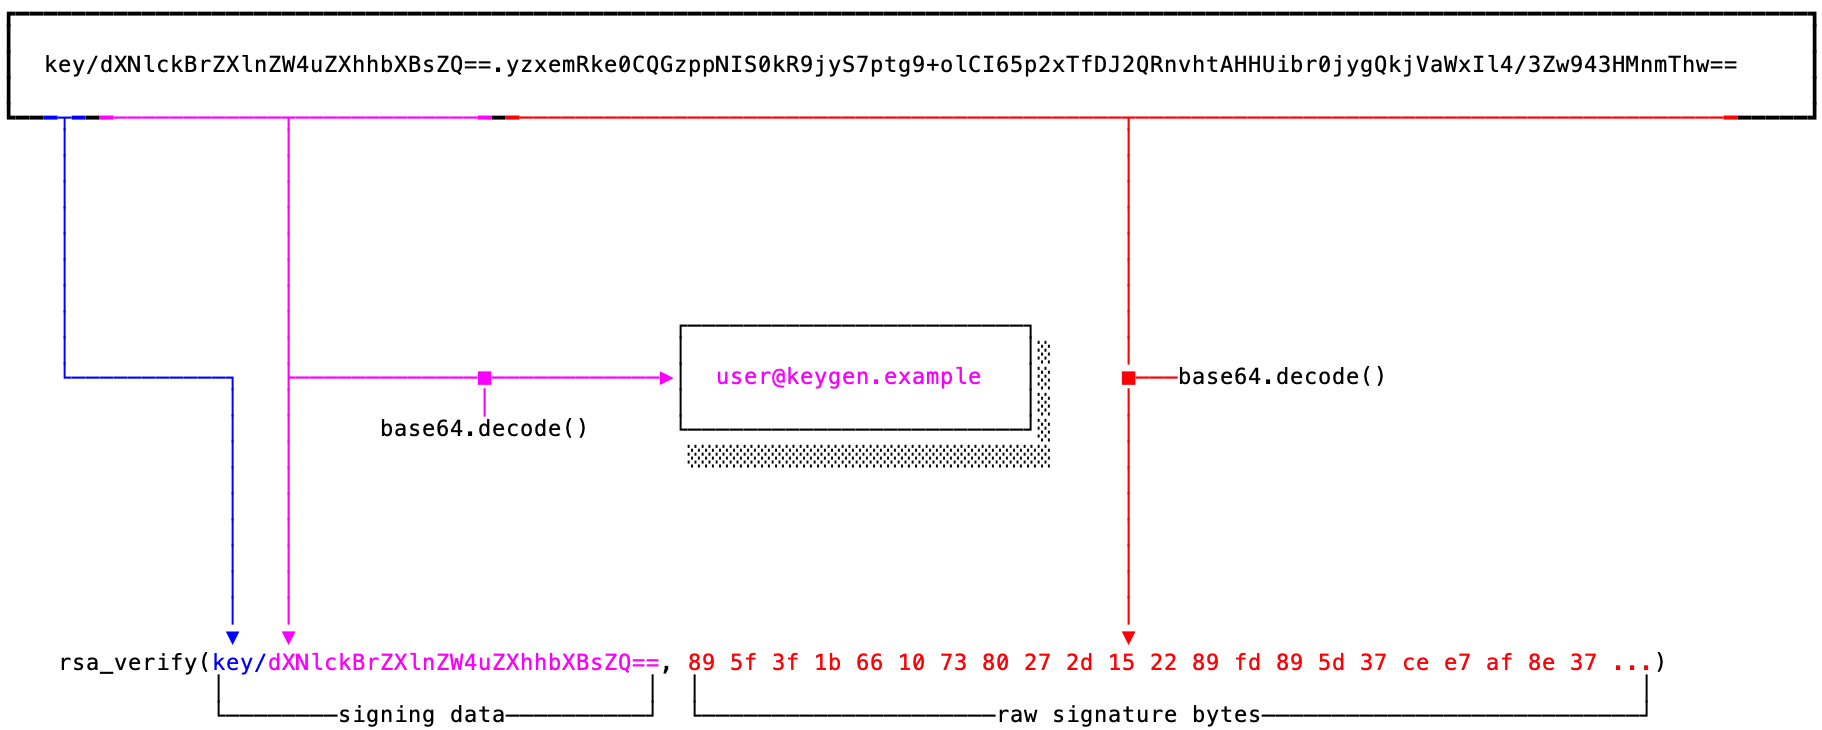 key/dXNlckBrZXlnZW4uZXhhbXBsZQ==.yzxemRke0CQGzppNIS0kR9jyS7ptg9+olCI65p2xTfDJ2QRnvhtAHHUibr0jygQkjVaWxIl4/3Zw943HMnmThw==
user@keygen.example
base64.decode()
base64.decode()
rsa_verify(key/dXNlckBrZXlnZW4uZXhhbXBsZQ==, 89 5f 3f 1b 66 10 73 80 27 2d 15 22 89 fd 89 5d 37 ce e7 af 8e 37 ...)
signing data
raw signature bytes